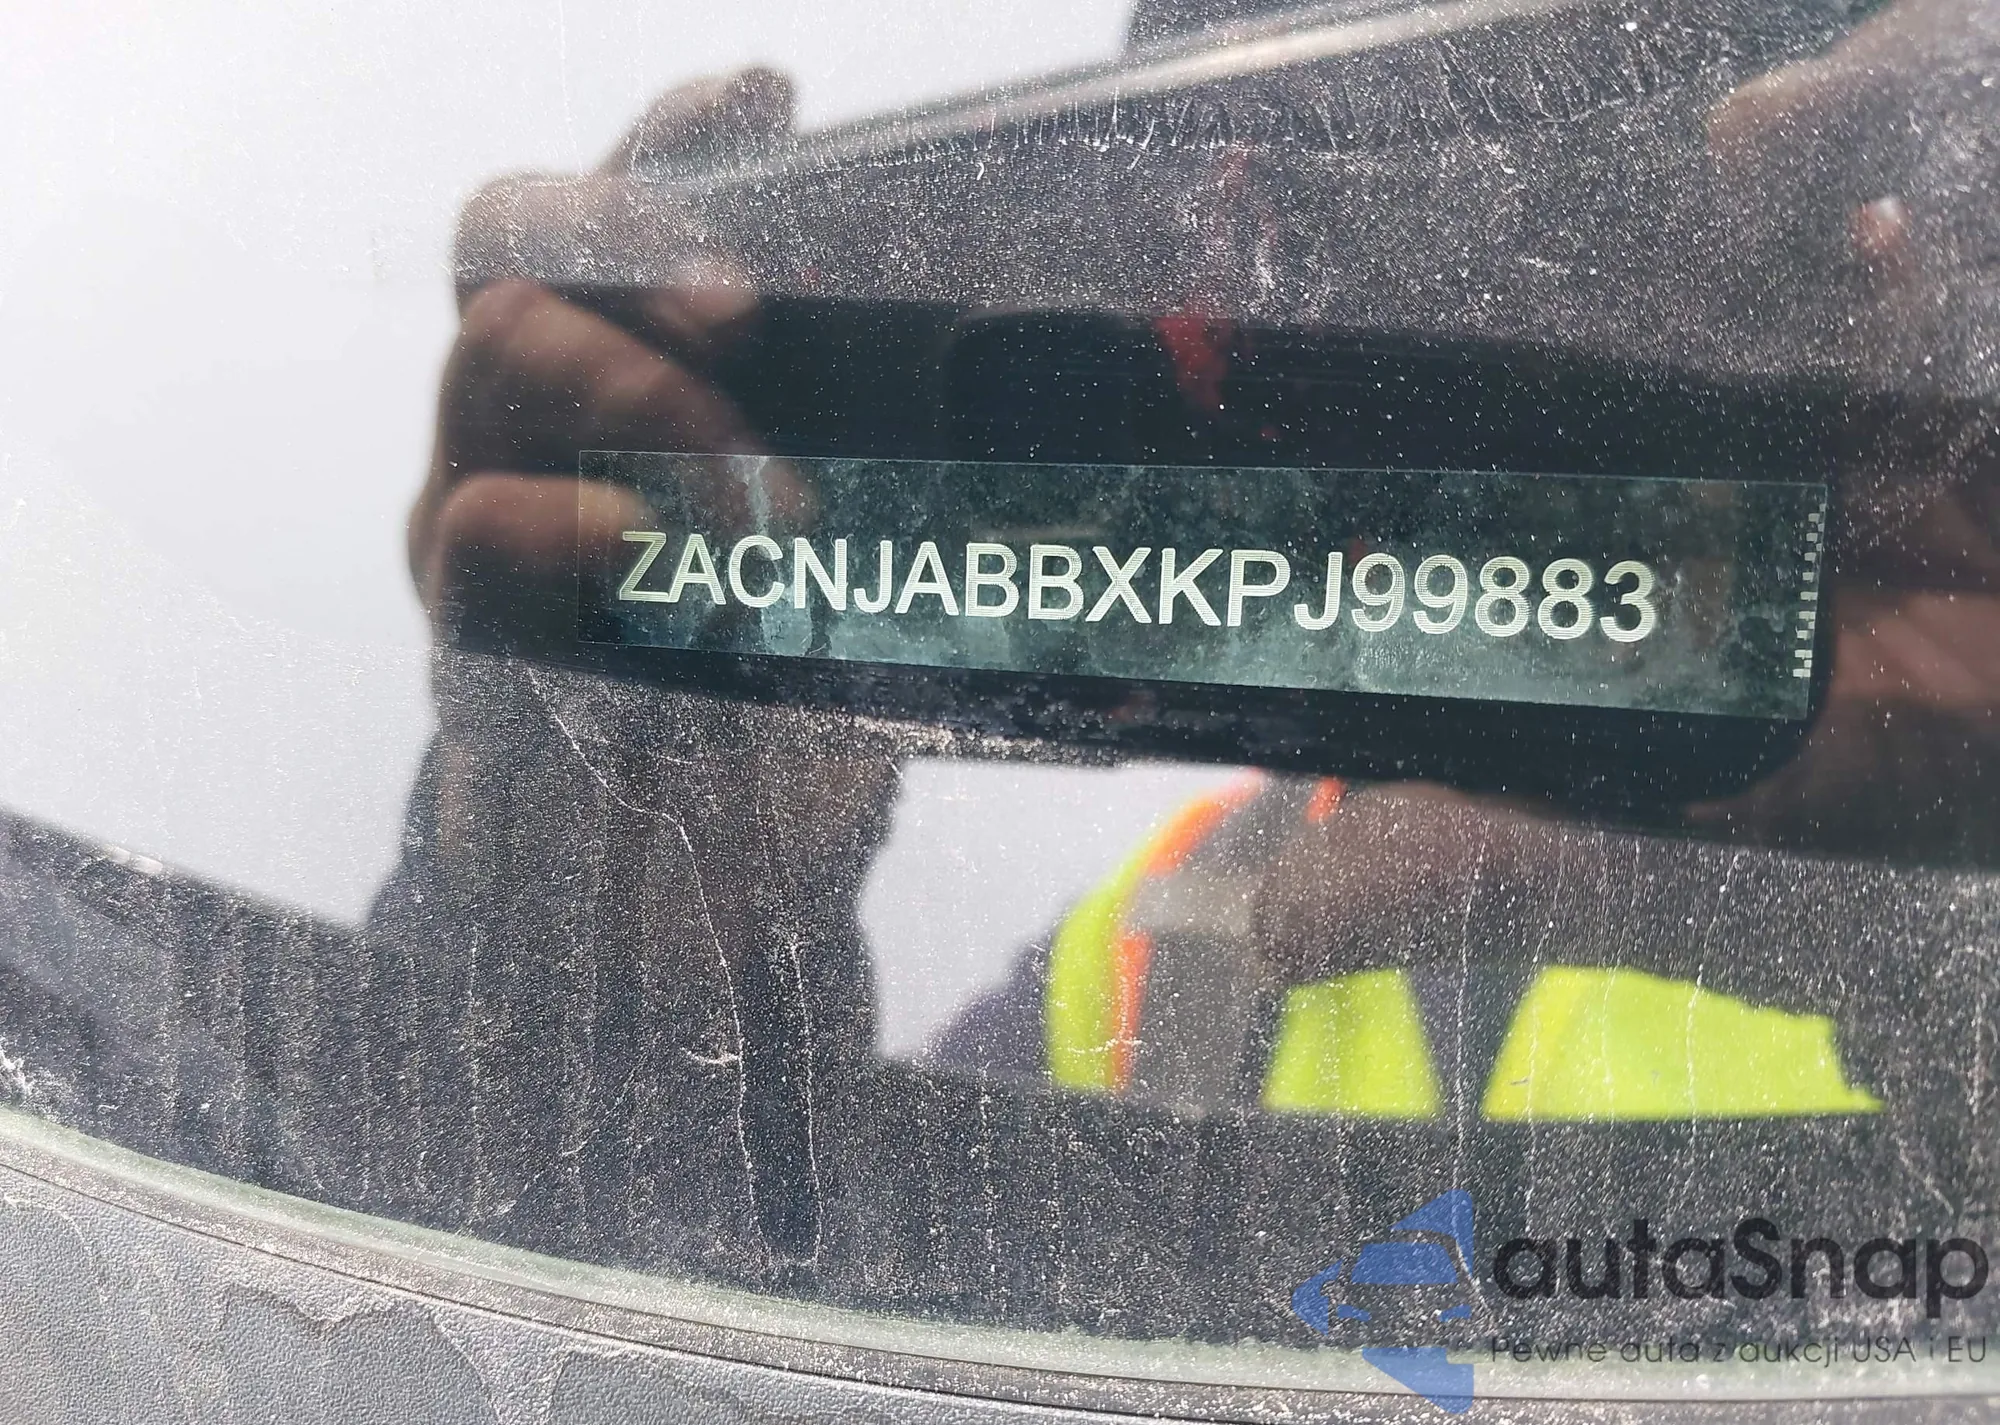 ZACNJABBXKPJ99883
autaSnap
Pewne auta z aukcji USA i EU